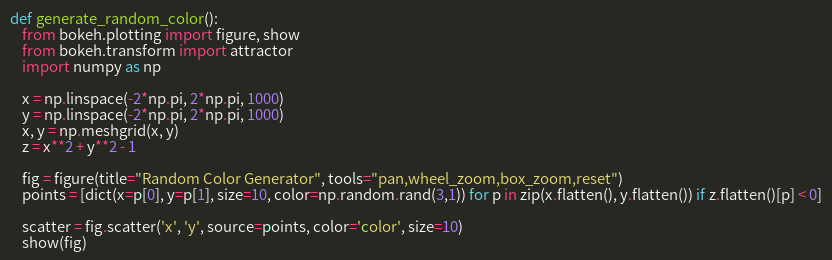 def generate_random_color():
    from bokeh.plotting import figure, show
    from bokeh.transform import attractor
    import numpy as np

    x = np.linspace(-2*np.pi, 2*np.pi, 1000)
    y = np.linspace(-2*np.pi, 2*np.pi, 1000)
    x, y = np.meshgrid(x, y)
    z = x**2 + y**2 - 1

    fig = figure(title="Random Color Generator", tools="pan,wheel_zoom,box_zoom,reset")
    points = [dict(x=p[0], y=p[1], size=10, color=np.random.rand(3,1)) for p in zip(x.flatten(), y.flatten()) if z.flatten()[p] < 0]

    scatter = fig.scatter('x', 'y', source=points, color='color', size=10)
    show(fig)